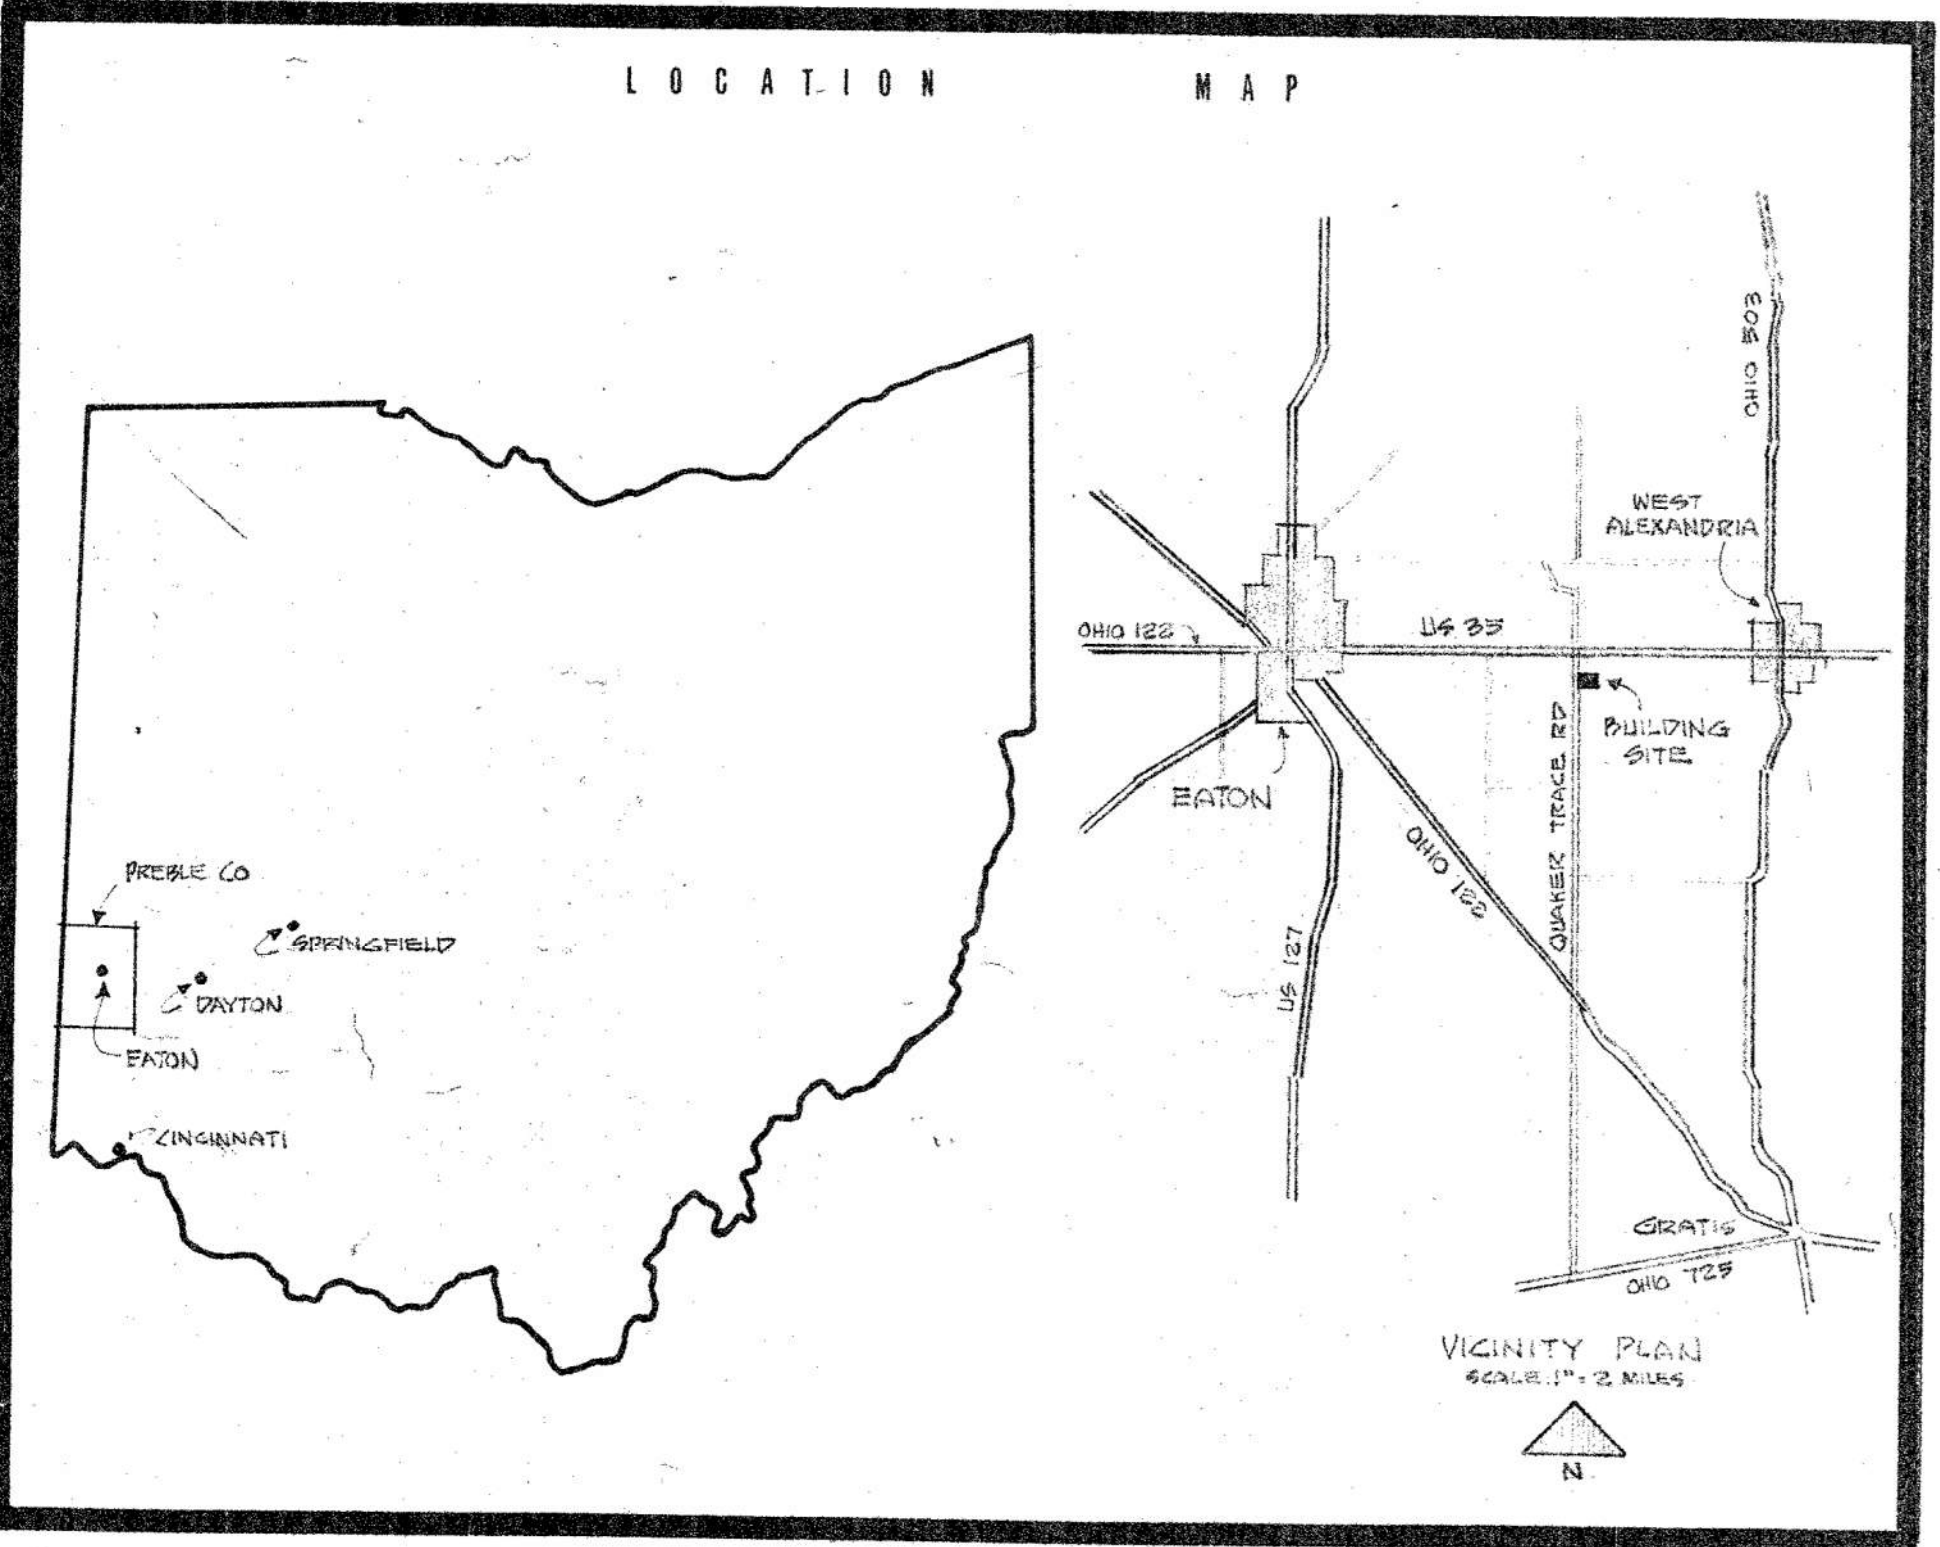 LOCATION MAP
PREBLE CO
SPRINGFIELD
DAYTON
EATON
CINCINNATI
OHIO 503
WEST
ALEXANDRIA
OHIO 122
US 35
BUILDING
SITE
EATON
QUAKER TRACE RD
OHIO 122
US 127
GRATIS
OHIO 725
VICINITY PLAN
SCALE: 1" = 2 MILES
N